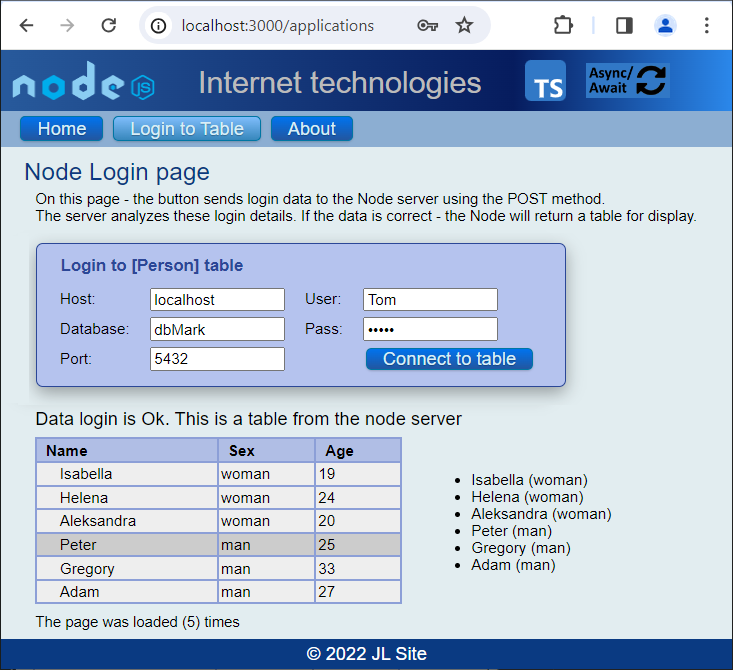 localhost:3000/applications
node JS
Internet technologies
TS
Async/
Await
Home
Login to Table
About
Node Login page
On this page - the button sends login data to the Node server using the POST method.
The server analyzes these login details. If the data is correct - the Node will return a table for display.
Login to [Person] table
Host: localhost User: Tom
Database: dbMark Pass: •••••
Port: 5432 Connect to table
Data login is Ok. This is a table from the node server
Name Sex Age
Isabella woman 19
Helena woman 24
Aleksandra woman 20
Peter man 25
Gregory man 33
Adam man 27
• Isabella (woman)
• Helena (woman)
• Aleksandra (woman)
• Peter (man)
• Gregory (man)
• Adam (man)
The page was loaded (5) times
© 2022 JL Site